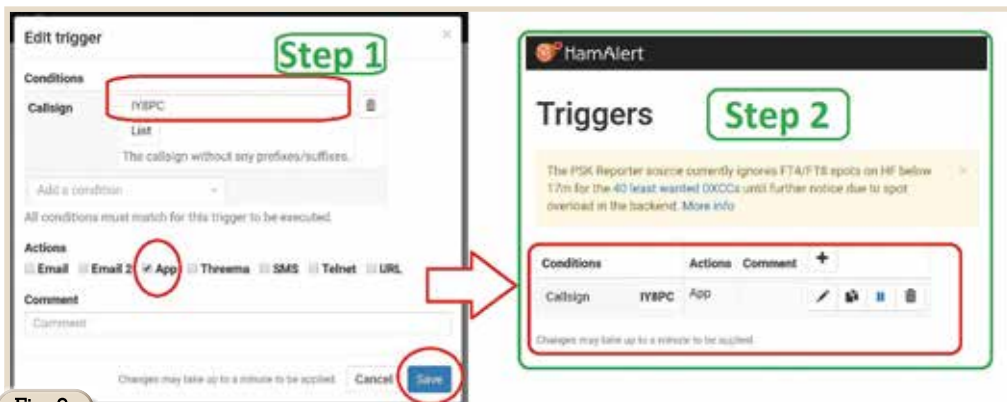 Edit trigger
×
Step 1
Conditions
Callsign
IY8PC
List
The callsign without any prefixes/suffixes.
Add a condition
All conditions must match for this trigger to be executed.
Actions
Email Email 2 App Threema SMS Telnet URL
Comment
Comment
Changes may take up to a minute to be applied. Cancel Save
HamAlert
Triggers
Step 2
The PSK Reporter source currently ignores FT4/FT8 spots on HF below
17m for the 40 least wanted DXCCs until further notice due to spot
overload in the backend. More info
×
Conditions Actions Comment +
Callsign IY8PC App
Changes may take up to a minute to be applied.